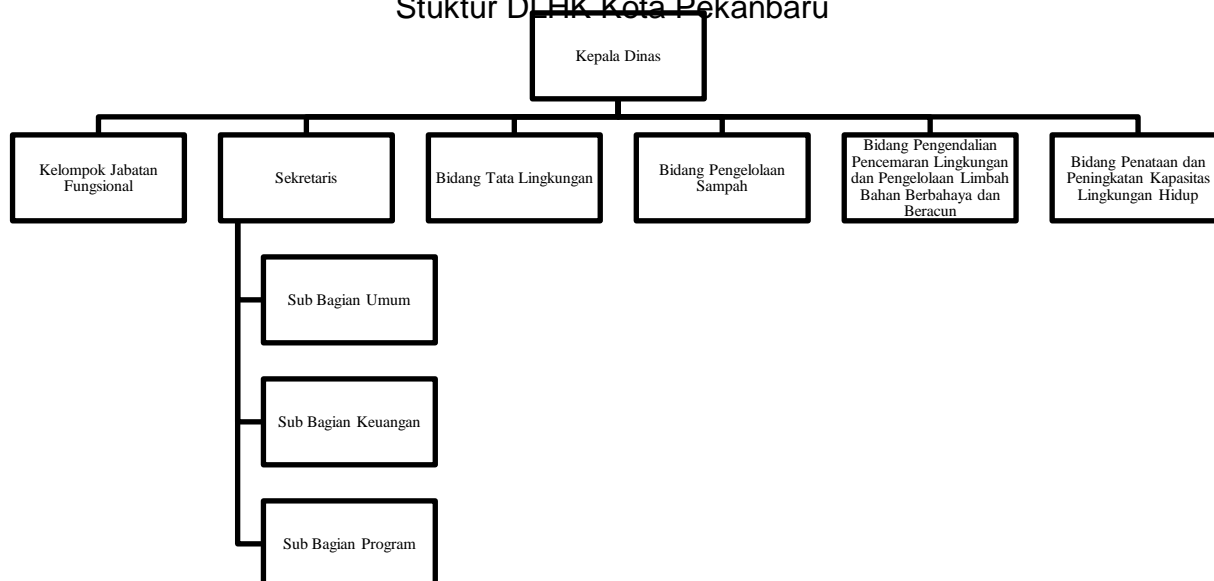 Stuktur DLHK Kota Pekanbaru
Kepala Dinas
Kelompok Jabatan
Fungsional
Sekretaris
Bidang Tata Lingkungan
Bidang Pengelolaan
Sampah
Bidang Pengendalian
Pencemaran Lingkungan
dan Pengelolaan Limbah
Bahan Berbahaya dan
Beracun
Bidang Penataan dan
Peningkatan Kapasitas
Lingkungan Hidup
Sub Bagian Umum
Sub Bagian Keuangan
Sub Bagian Program